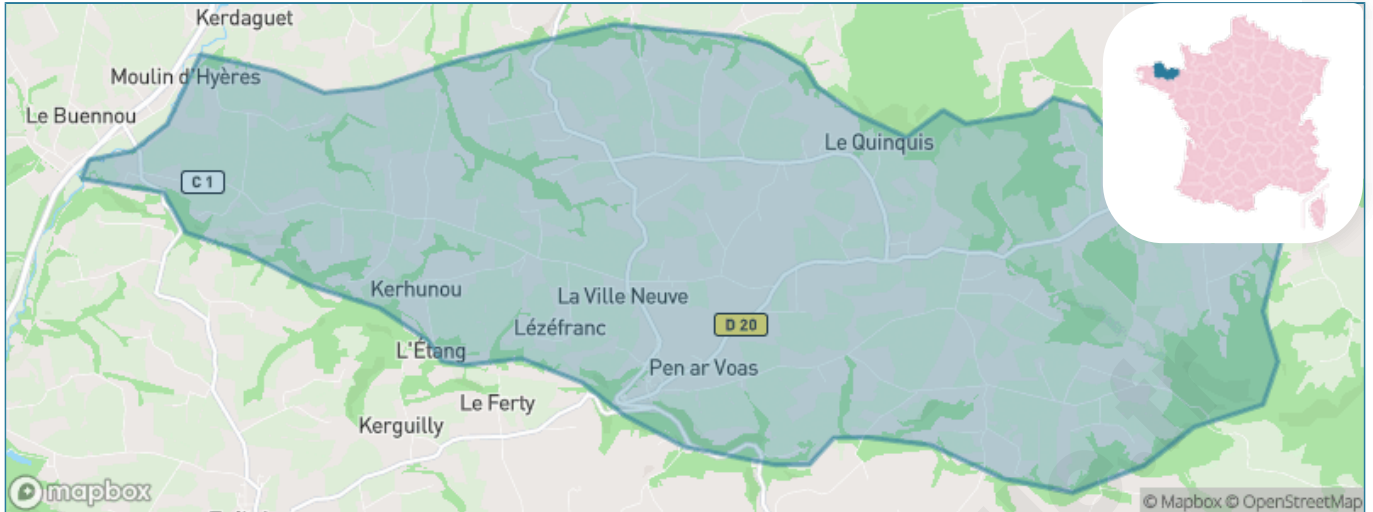 Kerdaguet
Moulin d'Hyères
Le Buennou
Le Quinquis
C 1
Kerhunou
La Ville Neuve
Lézéfranc
D 20
L'Étang
Pen ar Voas
Le Ferty
Kerguilly
mapbox
© Mapbox © OpenStreetMap